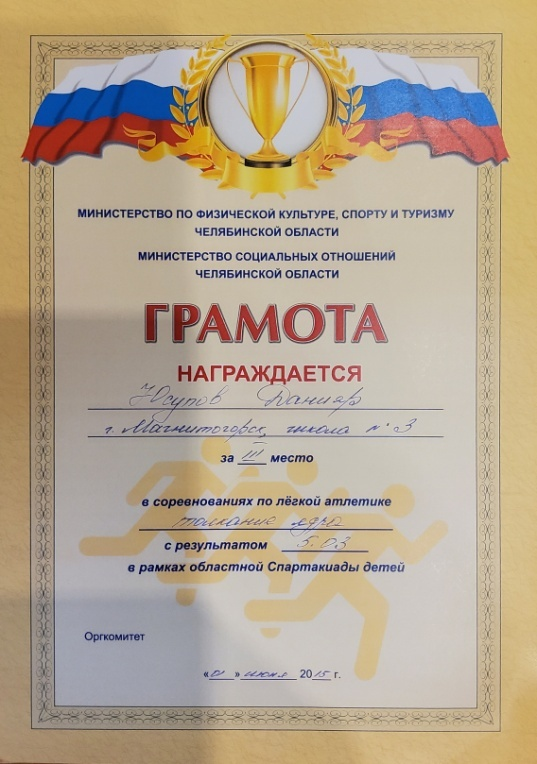 МИНИСТЕРСТВО ПО ФИЗИЧЕСКОЙ КУЛЬТУРЕ, СПОРТУ И ТУРИЗМУ
ЧЕЛЯБИНСКОЙ ОБЛАСТИ
МИНИСТЕРСТВО СОЦИАЛЬНЫХ ОТНОШЕНИЙ
ЧЕЛЯБИНСКОЙ ОБЛАСТИ
ГРАМОТА
НАГРАЖДАЕТСЯ
Юсупов Данияр
г. Магнитогорск, школа № 3
за III место
в соревнованиях по лёгкой атлетике
толкание ядра
с результатом 5.03
в рамках областной Спартакиады детей
Оргкомитет
«01» июня 2015 г.